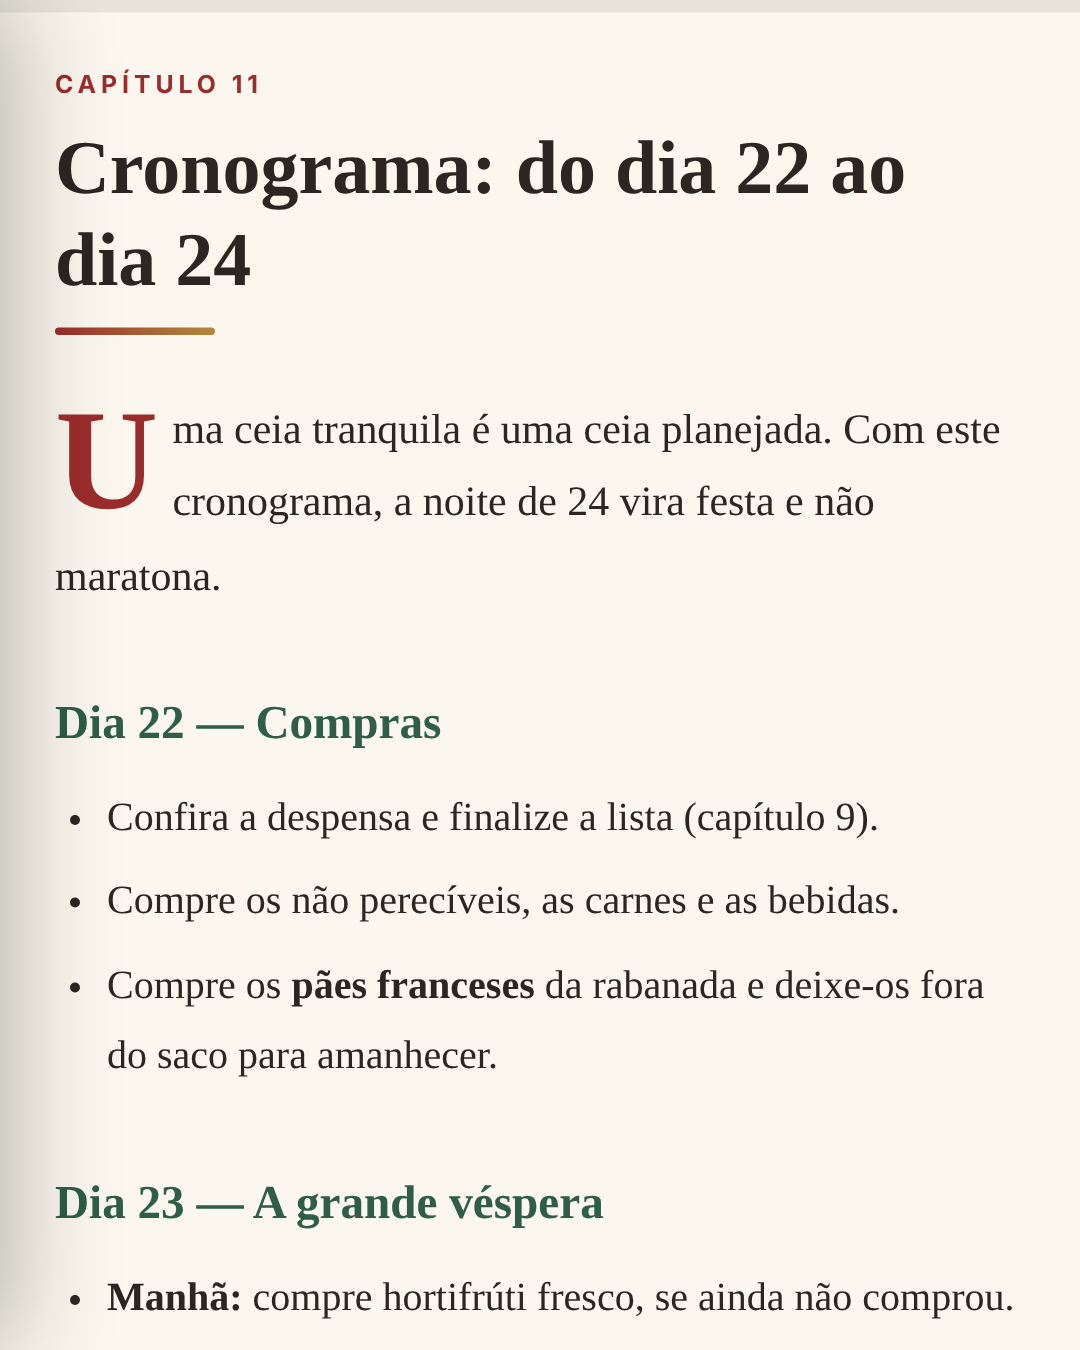 CAPÍTULO 11
Cronograma: do dia 22 ao
dia 24
Uma ceia tranquila é uma ceia planejada. Com este
cronograma, a noite de 24 vira festa e não
maratona.
Dia 22 — Compras
• Confira a despensa e finalize a lista (capítulo 9).
• Compre os não perecíveis, as carnes e as bebidas.
• Compre os pães franceses da rabanada e deixe-os fora
do saco para amanhecer.
Dia 23 — A grande véspera
• Manhã: compre hortifrúti fresco, se ainda não comprou.